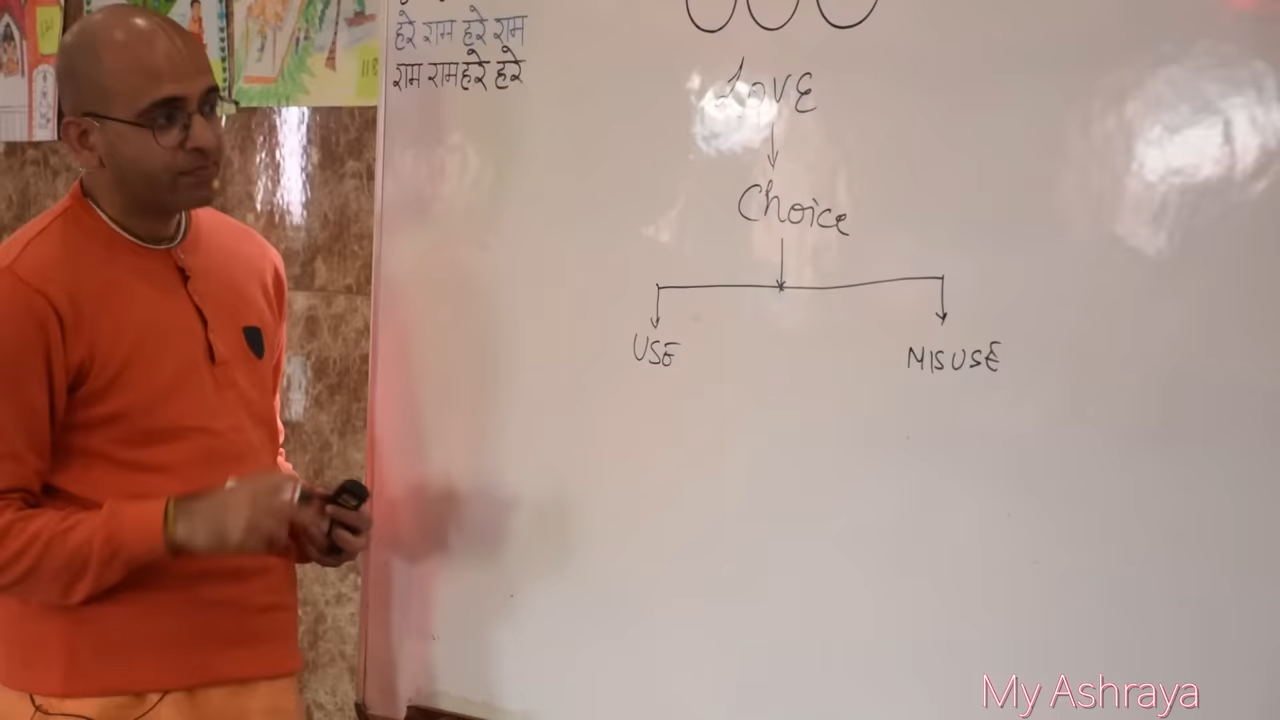 हरे राम हरे राम
राम राम हरे हरे
LOVE
Choice
USE
MISUSE
My Ashraya